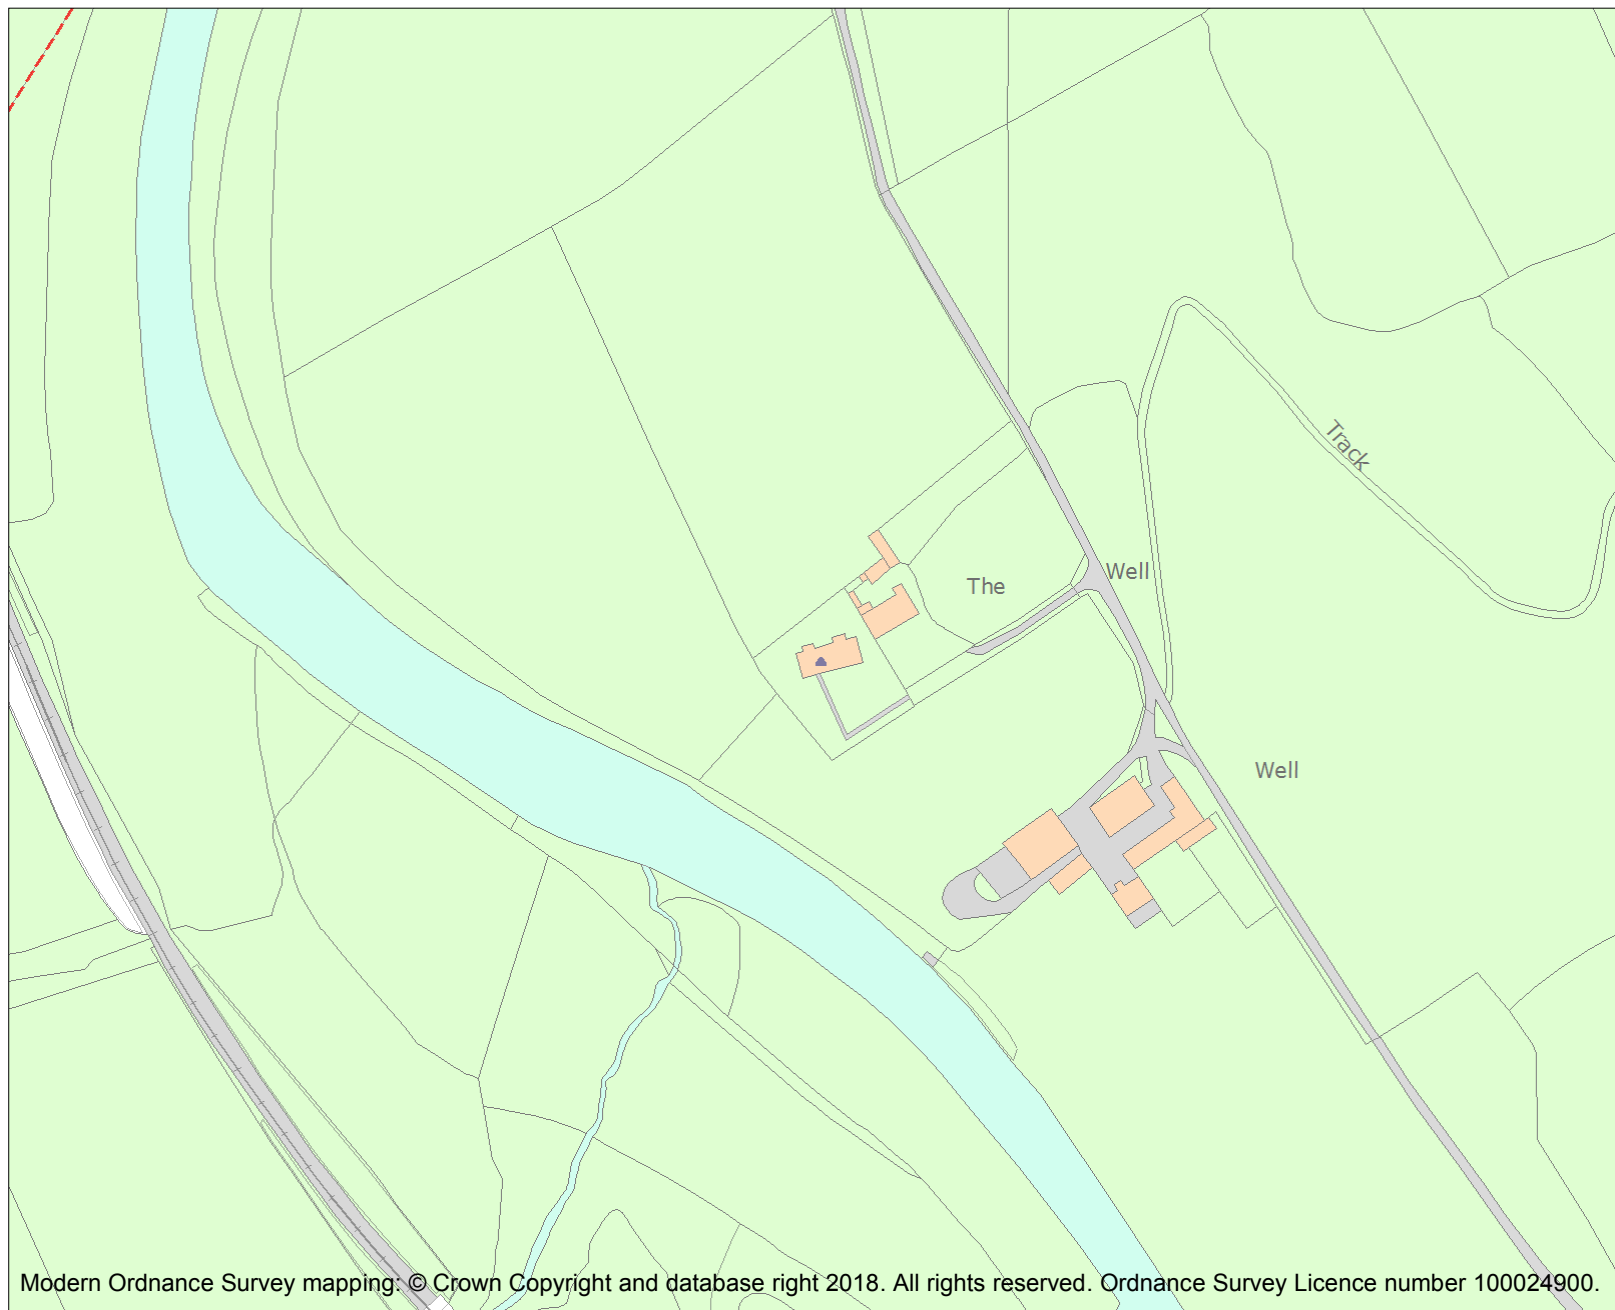 Track
Well
The
Well
Modern Ordnance Survey mapping: © Crown Copyright and database right 2018. All rights reserved. Ordnance Survey Licence number 100024900.